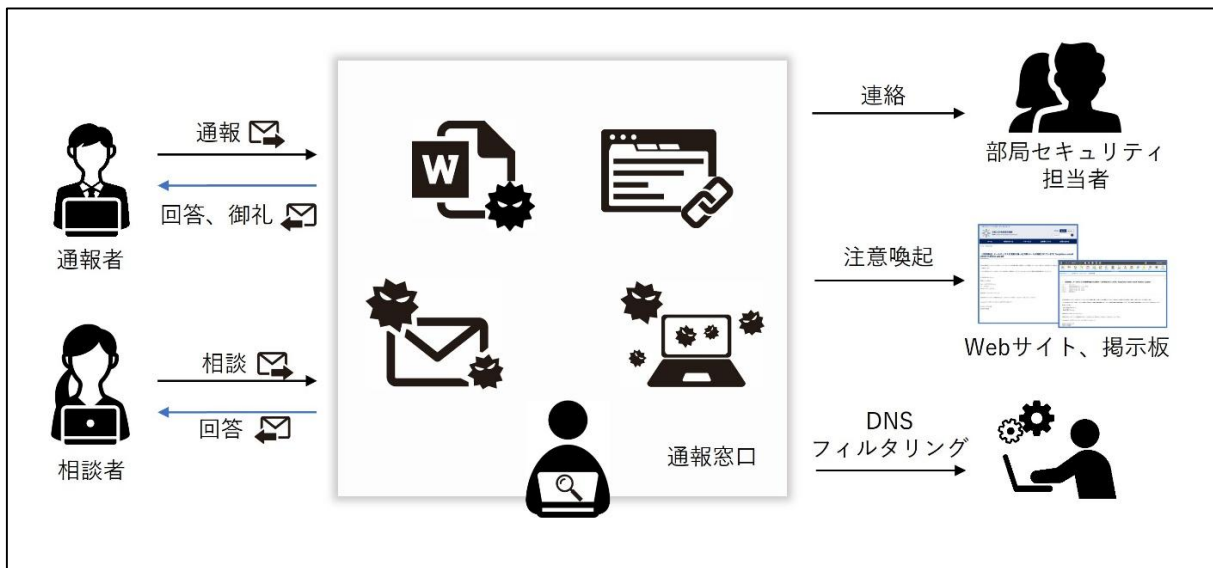 通報
回答、御礼
通報者
相談
回答
相談者
W
通報窓口
連絡
部局セキュリティ
担当者
注意喚起
Webサイト、掲示板
DNS
フィルタリング